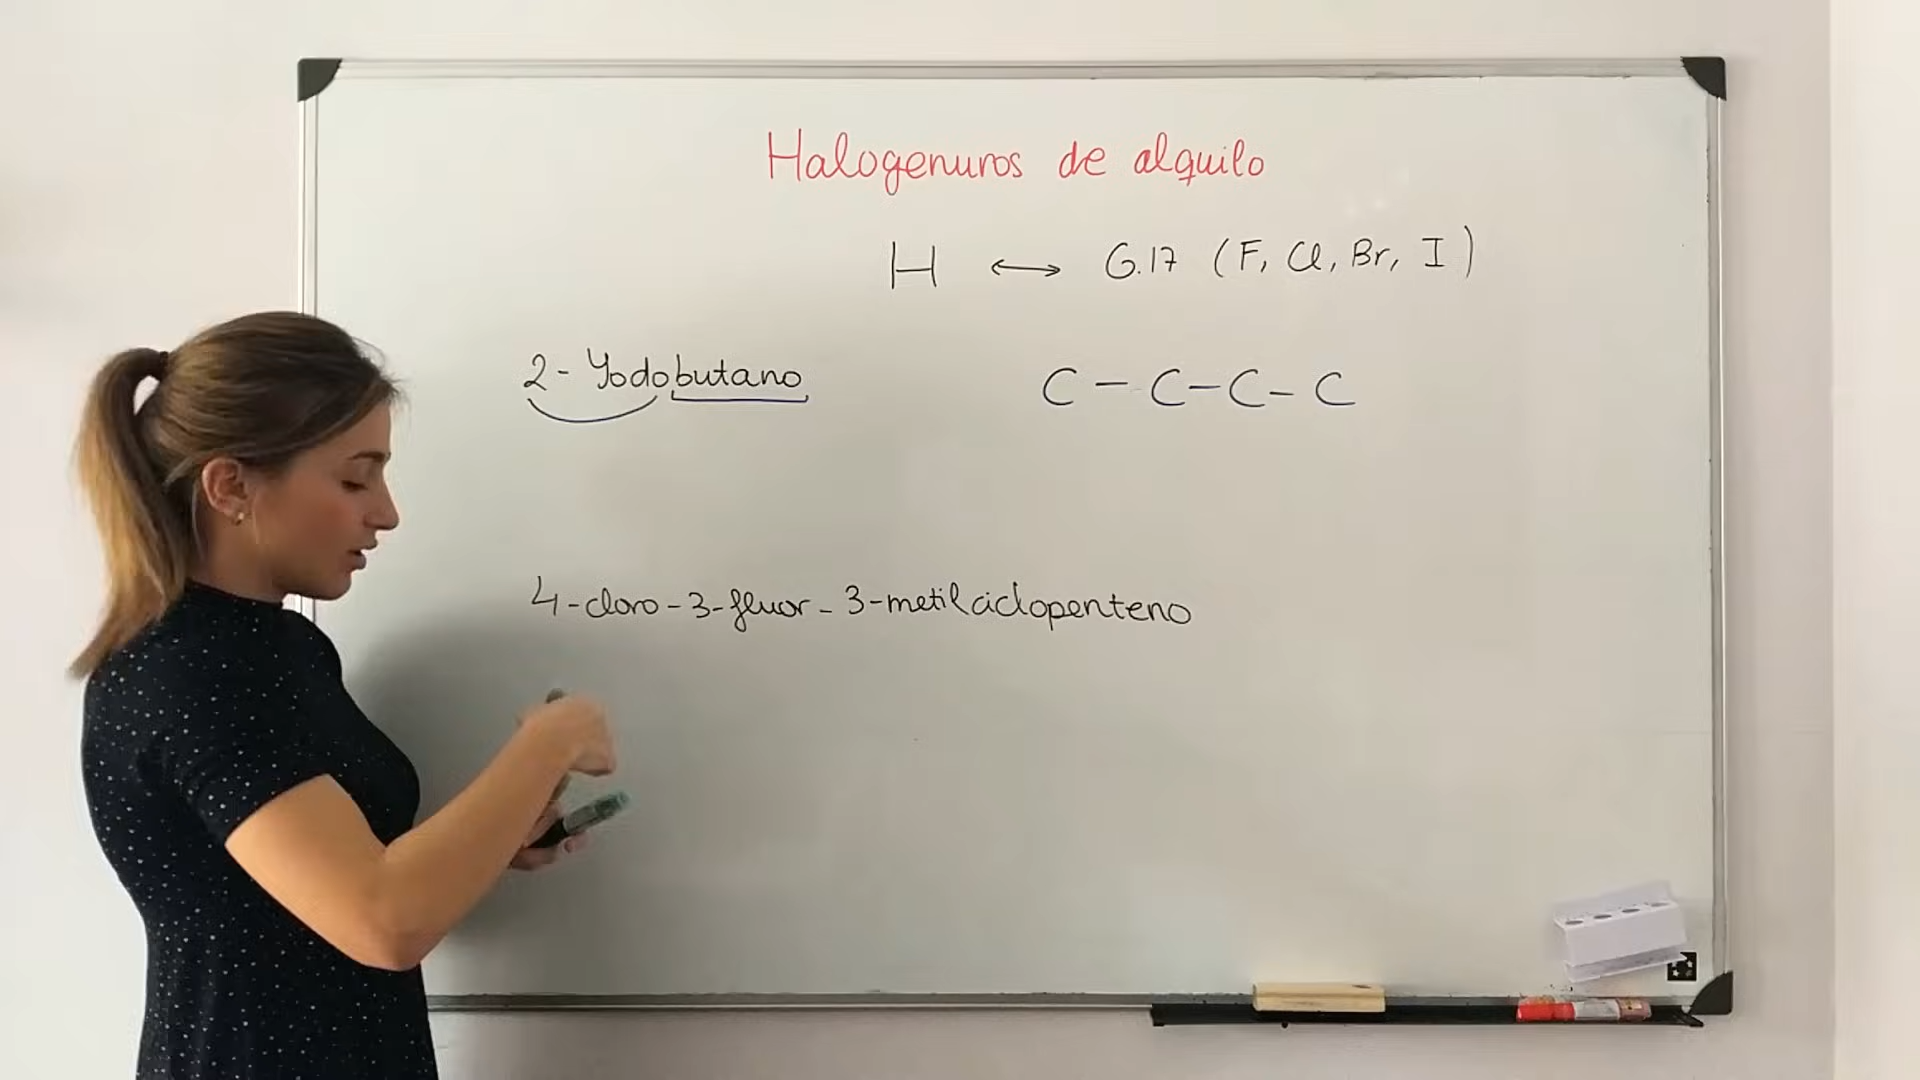 Halogenuros de alquilo
H ⟷ G.17 (F, Cl, Br, I)
2-Yodobutano C-C-C-C
4-cloro-3-fluor-3-metilciclopenteno